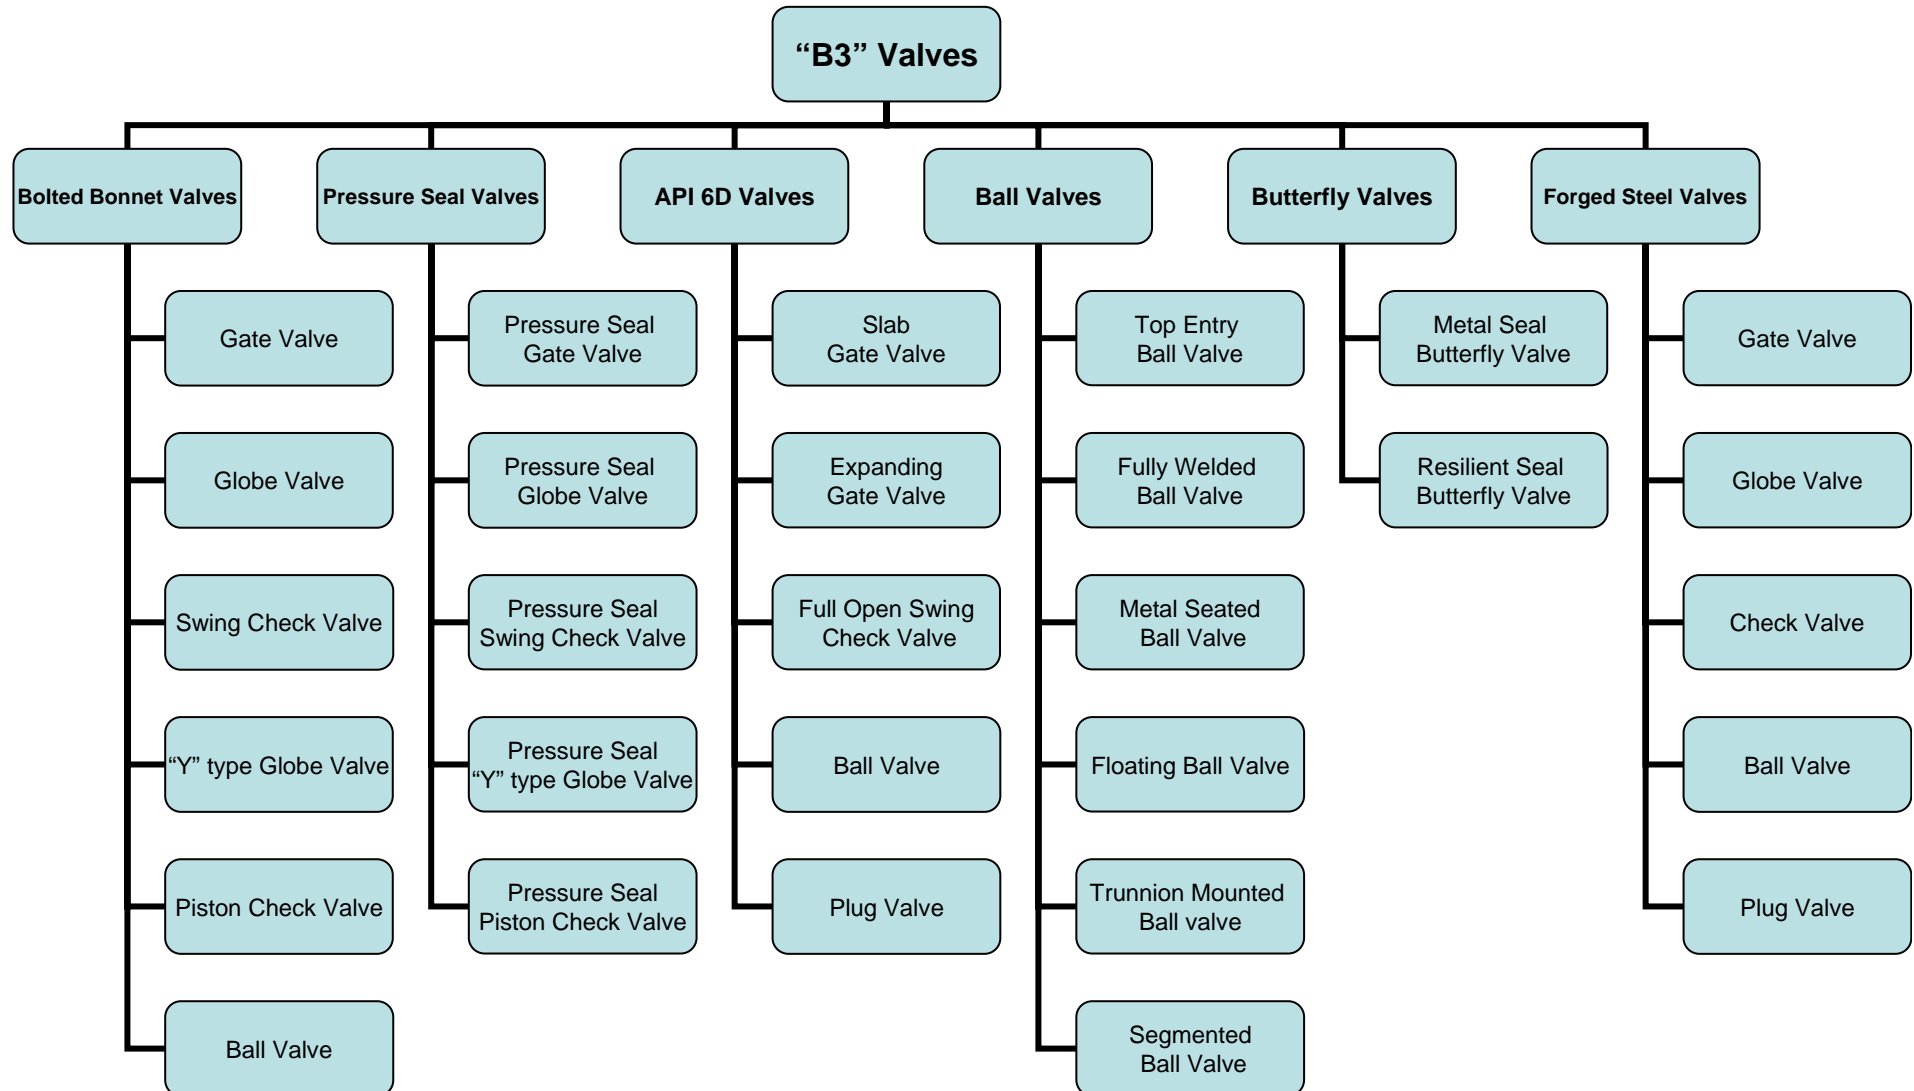 “B3” Valves
Bolted Bonnet Valves
Pressure Seal Valves
API 6D Valves
Ball Valves
Butterfly Valves
Forged Steel Valves
Gate Valve
Globe Valve
Swing Check Valve
“Y” type Globe Valve
Piston Check Valve
Ball Valve
Pressure Seal
Gate Valve
Pressure Seal
Globe Valve
Pressure Seal
Swing Check Valve
Pressure Seal
“Y” type Globe Valve
Pressure Seal
Piston Check Valve
Slab
Gate Valve
Expanding
Gate Valve
Full Open Swing
Check Valve
Ball Valve
Plug Valve
Top Entry
Ball Valve
Fully Welded
Ball Valve
Metal Seated
Ball Valve
Floating Ball Valve
Trunnion Mounted
Ball valve
Segmented
Ball Valve
Metal Seal
Butterfly Valve
Resilient Seal
Butterfly Valve
Gate Valve
Globe Valve
Check Valve
Ball Valve
Plug Valve